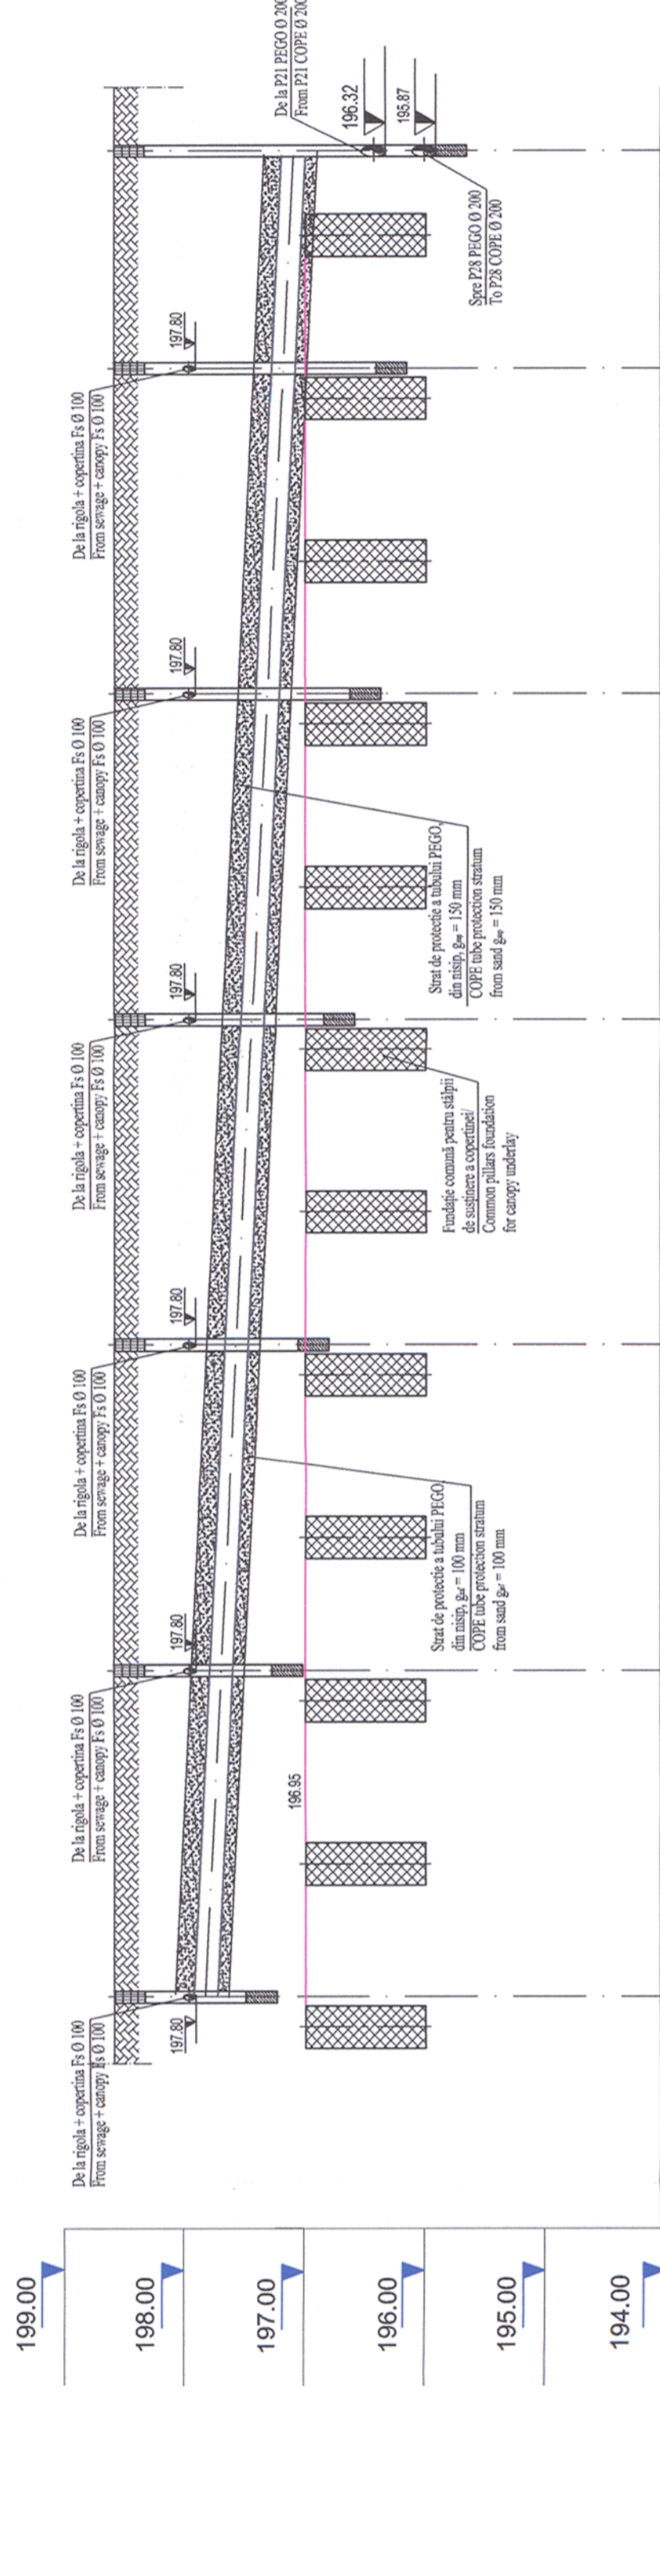 199.00
198.00
197.00
196.00
195.00
194.00
De la rigola + copertina Fs Ø 100
From sewage + canopy Fs Ø 100
197.80
De la rigola + copertina Fs Ø 100
From sewage + canopy Fs Ø 100
197.80
De la rigola + copertina Fs Ø 100
From sewage + canopy Fs Ø 100
197.80
De la rigola + copertina Fs Ø 100
From sewage + canopy Fs Ø 100
197.80
De la rigola + copertina Fs Ø 100
From sewage + canopy Fs Ø 100
197.80
De la rigola + copertina Fs Ø 100
From sewage + canopy Fs Ø 100
197.80
De la P21 PEGO Ø 200
From P21 COPE Ø 200
196.32
195.87
Spre P28 PEGO Ø 200
To P28 COPE Ø 200
196.95
Strat de protectie a tubului PEGO,
din nisip, = 100 mm
COPE tube protection stratum
from sand = 100 mm
Fundaţie comună pentru stâlpii
de susţinere a copertinei/
Common pillars foundation
for canopy underlay
Strat de protectie a tubului PEGO,
din nisip, = 150 mm
COPE tube protection stratum
from sand = 150 mm